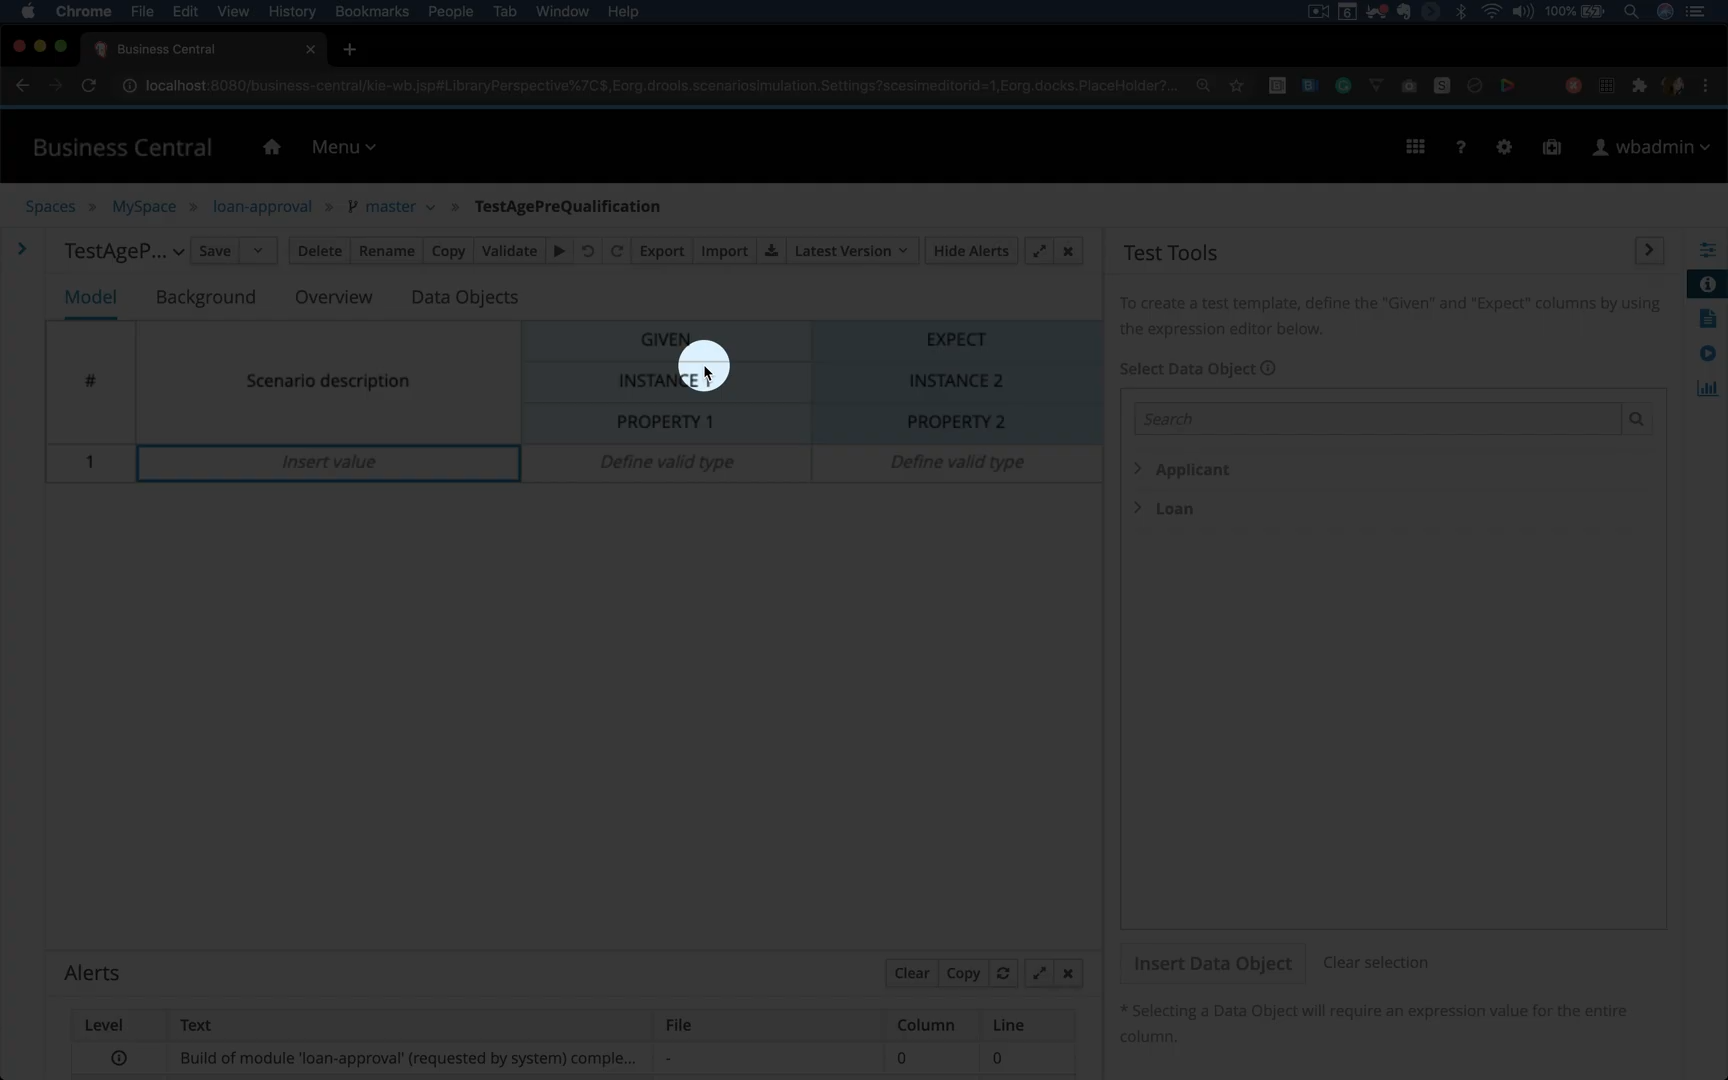 Chrome File Edit View History Bookmarks People Tab Window Help 6 100%
Business Central
localhost:8080/business-central/kie-wb.jsp#LibraryPerspective%7C$,Eorg.drools.scenariosimulation.Settings?scesimeditorid=1,Eorg.docks.PlaceHolder?...
Business Central Menu ? wbadmin
Spaces » MySpace » loan-approval » master » TestAgePreQualification
TestAgeP... Save Delete Rename Copy Validate Export Import Latest Version Hide Alerts
Model Background Overview Data Objects
# Scenario description GIVEN EXPECT
INSTANCE 1 INSTANCE 2
PROPERTY 1 PROPERTY 2
1 Insert value Define valid type Define valid type
Test Tools
To create a test template, define the "Given" and "Expect" columns by using
the expression editor below.
Select Data Object
Search
Applicant
Loan
Insert Data Object Clear selection
* Selecting a Data Object will require an expression value for the entire
column.
Alerts Clear Copy
Level Text File Column Line
Build of module 'loan-approval' (requested by system) comple... - 0 0